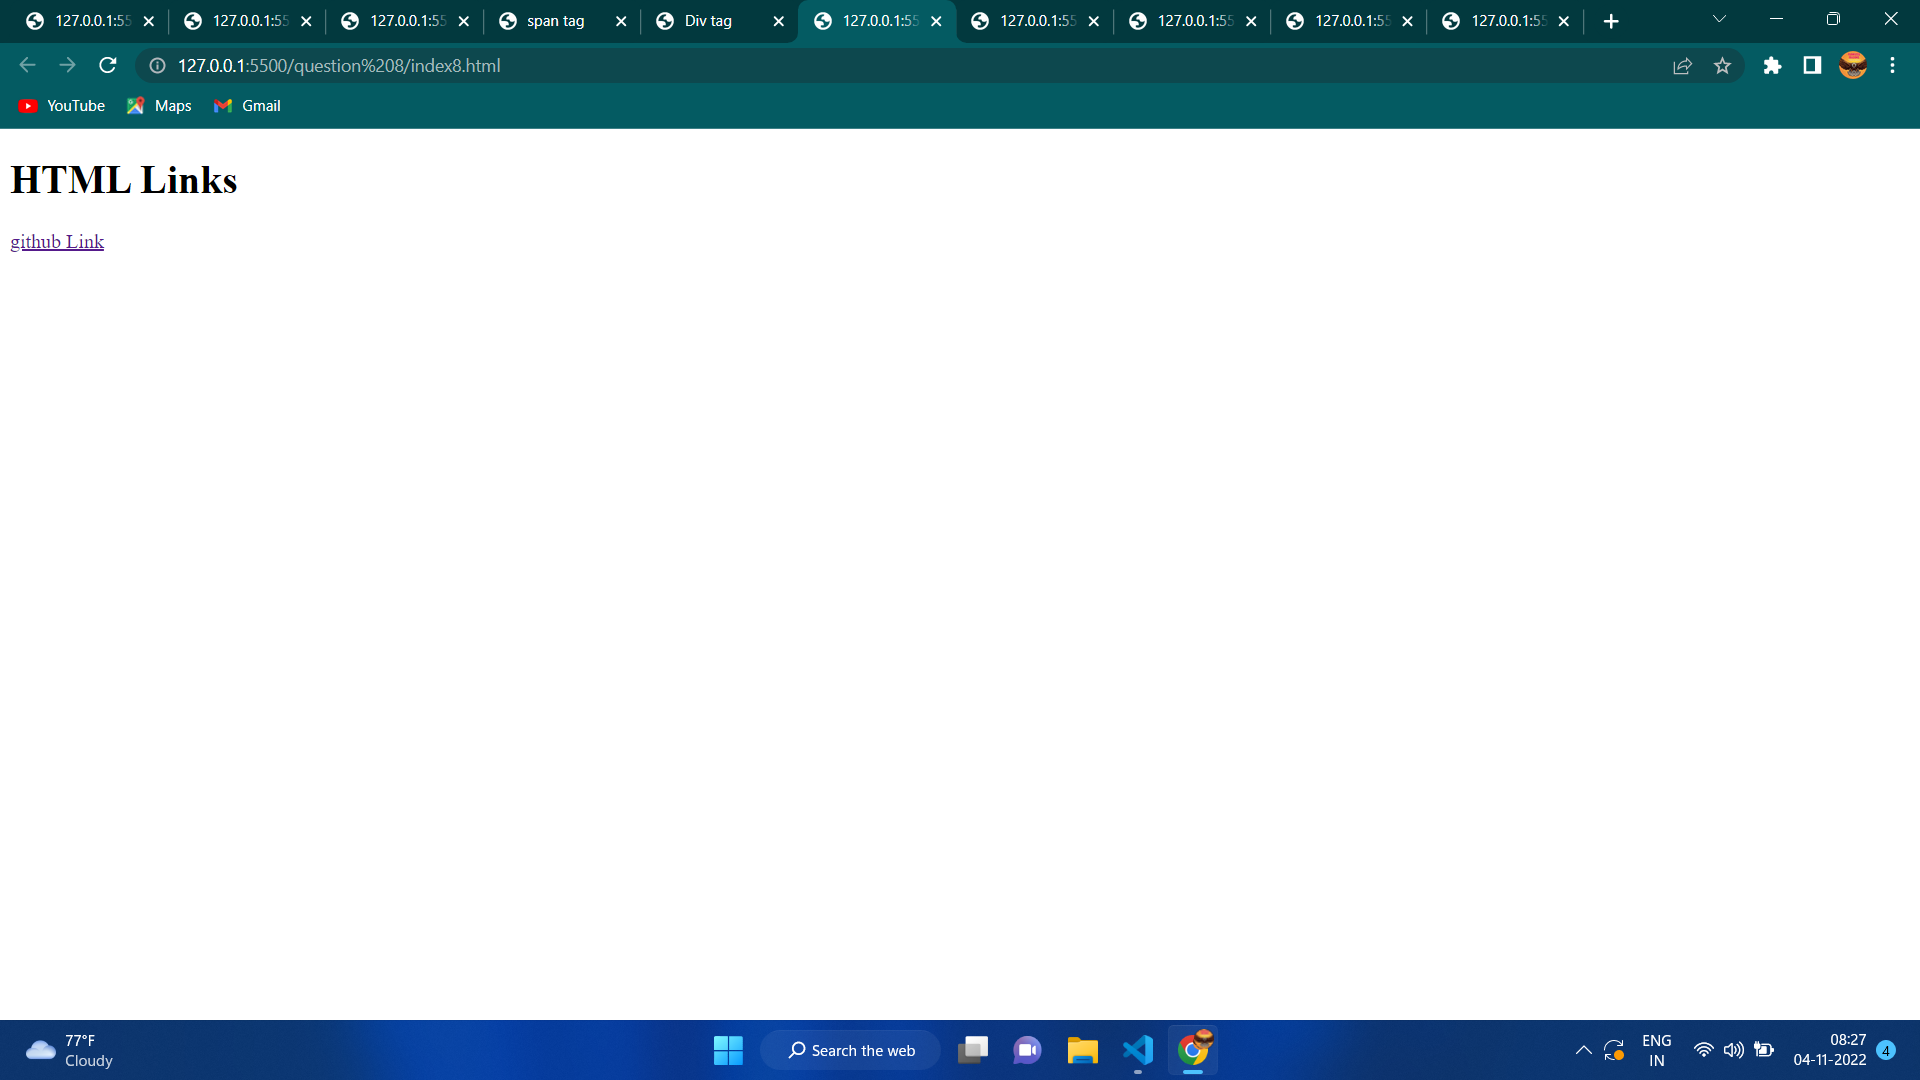 127.0.0.1:55 127.0.0.1:55 127.0.0.1:55 span tag Div tag 127.0.0.1:55 127.0.0.1:55 127.0.0.1:55 127.0.0.1:55 127.0.0.1:55
127.0.0.1:5500/question%208/index8.html
YouTube Maps Gmail
HTML Links
github Link
77°F
Cloudy
Search the web
ENG
IN
08:27
04-11-2022
4